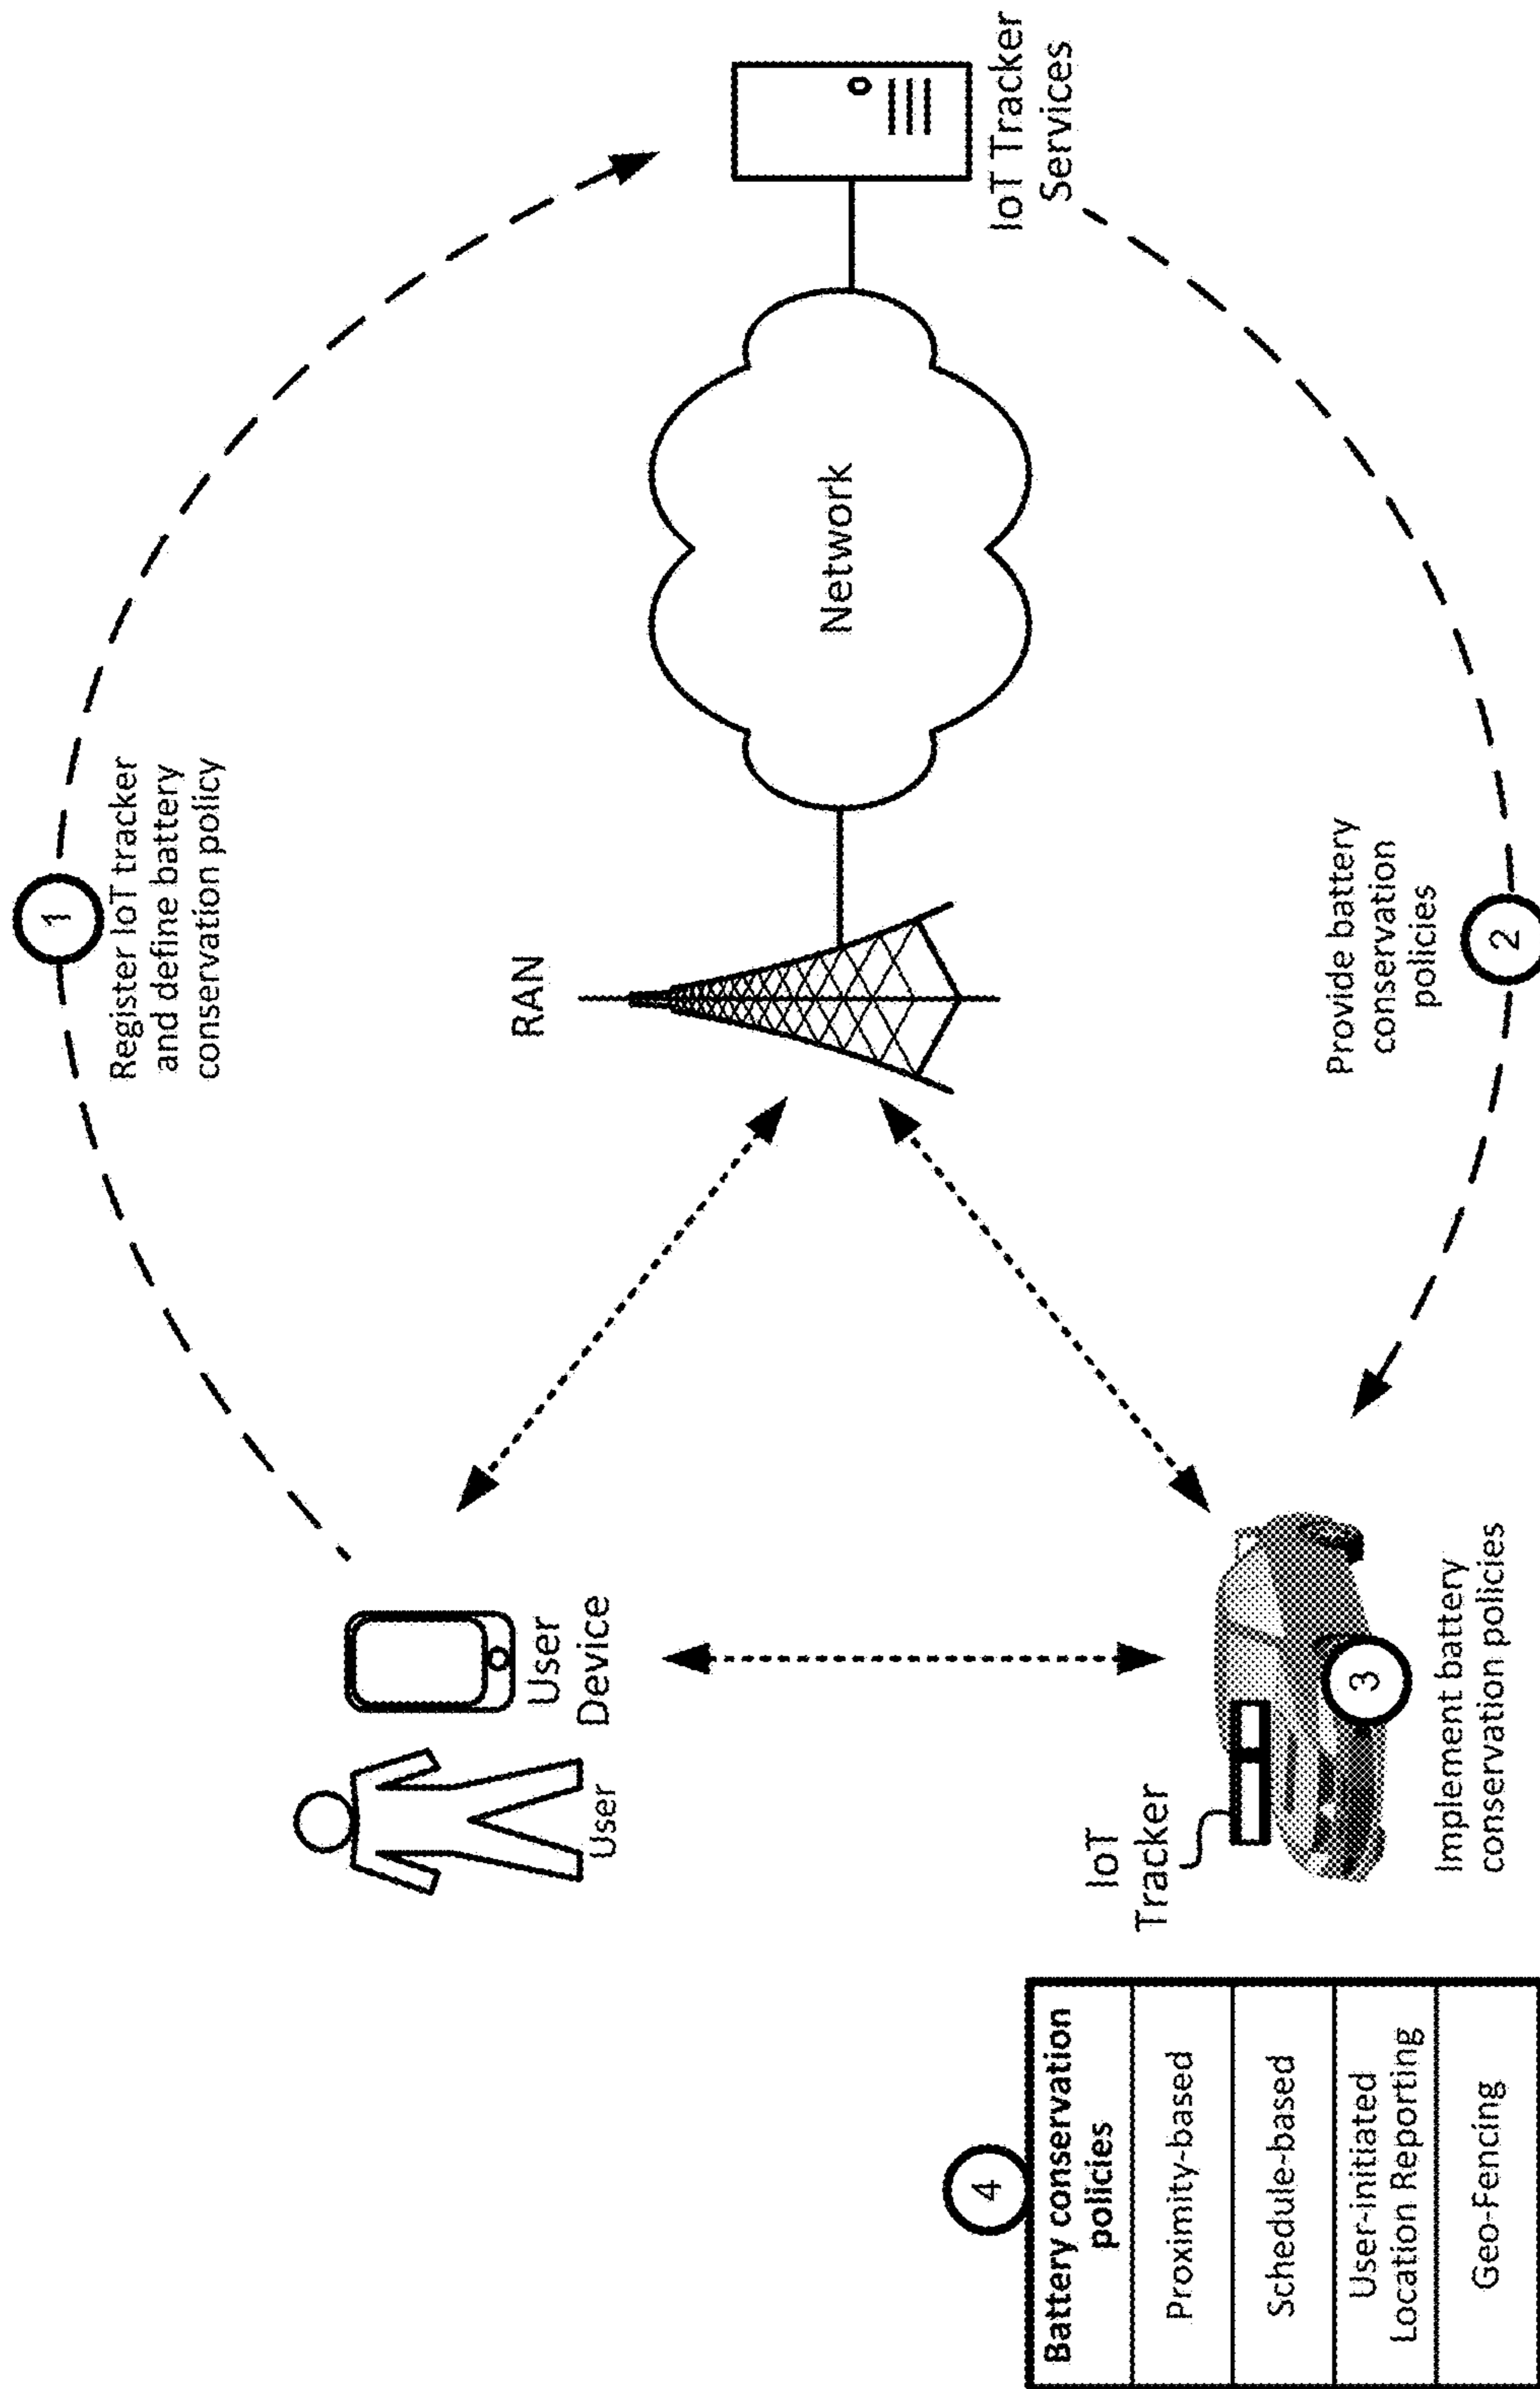 1
Register IoT tracker
and define battery
conservation policy
User
User
Device
RAN
Network
IoT Tracker
Services
4
Battery conservation
policies
Proximity-based
Schedule-based
User-initiated
Location Reporting
Geo-Fencing
IoT
Tracker
3
Implement battery
conservation policies
Provide battery
conservation
policies
2